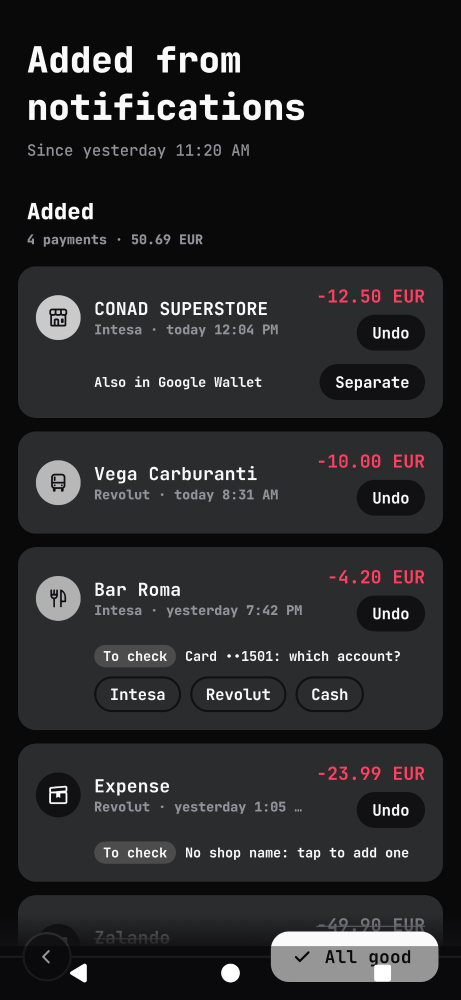 Added from
notifications
Since yesterday 11:20 AM
Added
4 payments · 50.69 EUR
CONAD SUPERSTORE
Intesa · today 12:04 PM
-12.50 EUR
Undo
Also in Google Wallet
Separate
Vega Carburanti
Revolut · today 8:31 AM
-10.00 EUR
Undo
Bar Roma
Intesa · yesterday 7:42 PM
-4.20 EUR
Undo
To check
Card ••1501: which account?
Intesa
Revolut
Cash
Expense
Revolut · yesterday 1:05 …
-23.99 EUR
Undo
To check
No shop name: tap to add one
Zalando
-49.90 EUR
All good